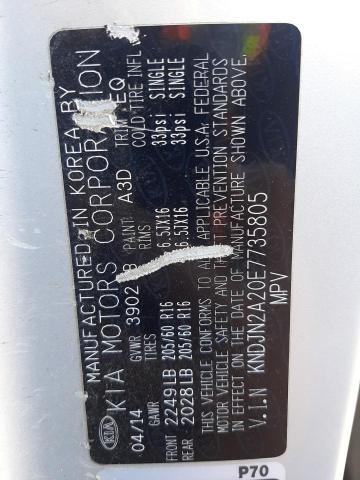 MANUFACTURED IN KOREA BY
KIA KIA MOTORS CORPORATION
04/14 GVWR 3902 PAINT A3D TRIM EQ
GAWR TIRES RIMS COLD TIRE INFL
FRONT 2249LB 205/60 R16 6.5JX16 33psi SINGLE
REAR 2028LB 205/60 R16 6.5JX16 33psi SINGLE
THIS VEHICLE CONFORMS TO ALL APPLICABLE U.S.A. FEDERAL
MOTOR VEHICLE SAFETY AND THEFT PREVENTION STANDARDS
IN EFFECT ON THE DATE OF MANUFACTURE SHOWN ABOVE.
V.I.N KNDJN2A20E7735805
MPV
P70